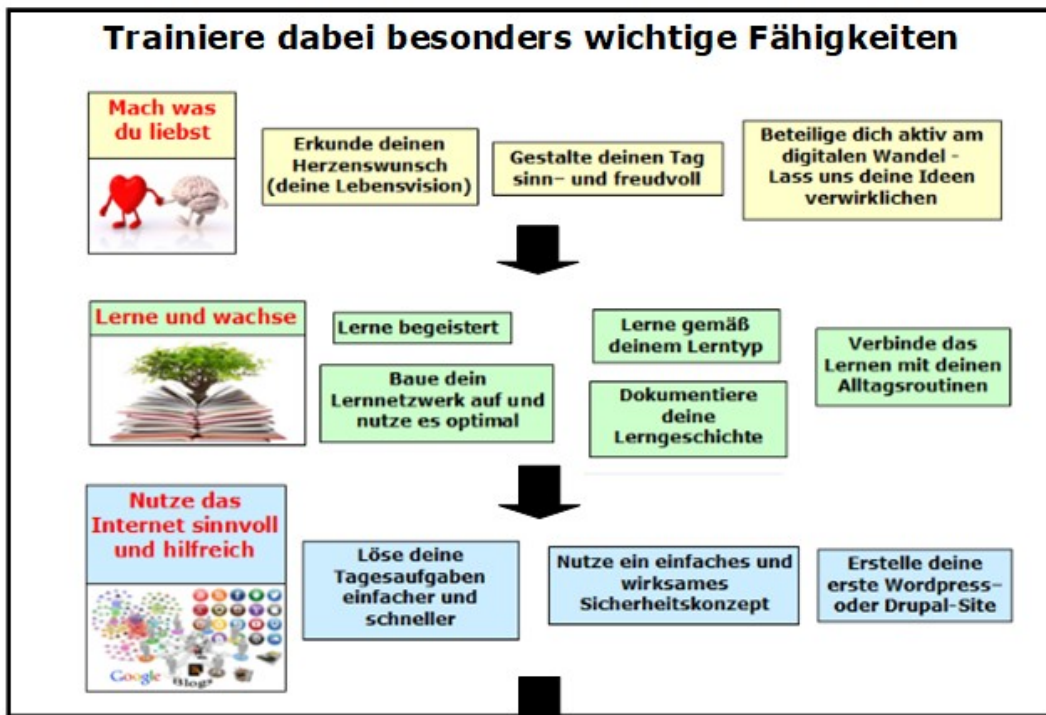 Trainiere dabei besonders wichtige Fähigkeiten
Mach was
du liebst
Erkunde deinen
Herzenswunsch
(deine Lebensvision)
Gestalte deinen Tag
sinn– und freudvoll
Beteilige dich aktiv am
digitalen Wandel -
Lass uns deine Ideen
verwirklichen
Lerne und wachse
Lerne begeistert
Baue dein
Lernnetzwerk auf und
nutze es optimal
Lerne gemäß
deinem Lerntyp
Dokumentiere
deine
Lerngeschichte
Verbinde das
Lernen mit deinen
Alltagsroutinen
Nutze das
Internet sinnvoll
und hilfreich
Google
Blogs
Löse deine
Tagesaufgaben
einfacher und
schneller
Nutze ein einfaches und
wirksames
Sicherheitskonzept
Erstelle deine
erste Wordpress–
oder Drupal-Site